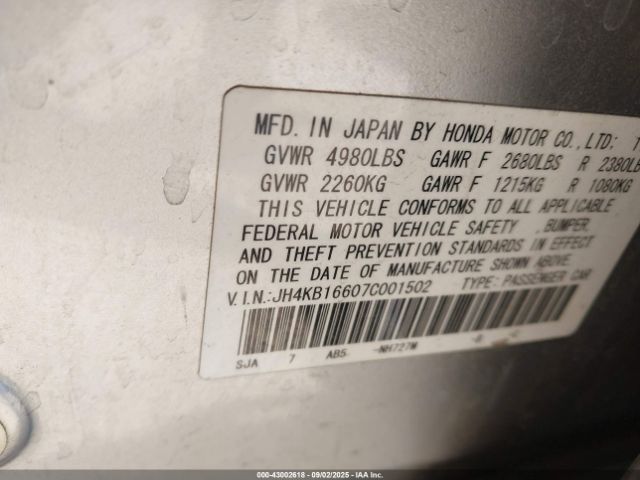 MFD. IN JAPAN BY HONDA MOTOR CO., LTD:
GVWR 4980LBS GAWR F 2680LBS R 2380LB
GVWR 2260KG GAWR F 1215KG R 1080KG
THIS VEHICLE CONFORMS TO ALL APPLICABLE
FEDERAL MOTOR VEHICLE SAFETY , BUMPER,
AND THEFT PREVENTION STANDARDS IN EFFECT
ON THE DATE OF MANUFACTURE SHOWN ABOVE.
V.I.N.:JH4KB16607C001502 TYPE: PASSENGER CAR
SJA 7 AB5 -NH727M -B -C
000-43002618 - 09/02/2025 - IAA Inc.